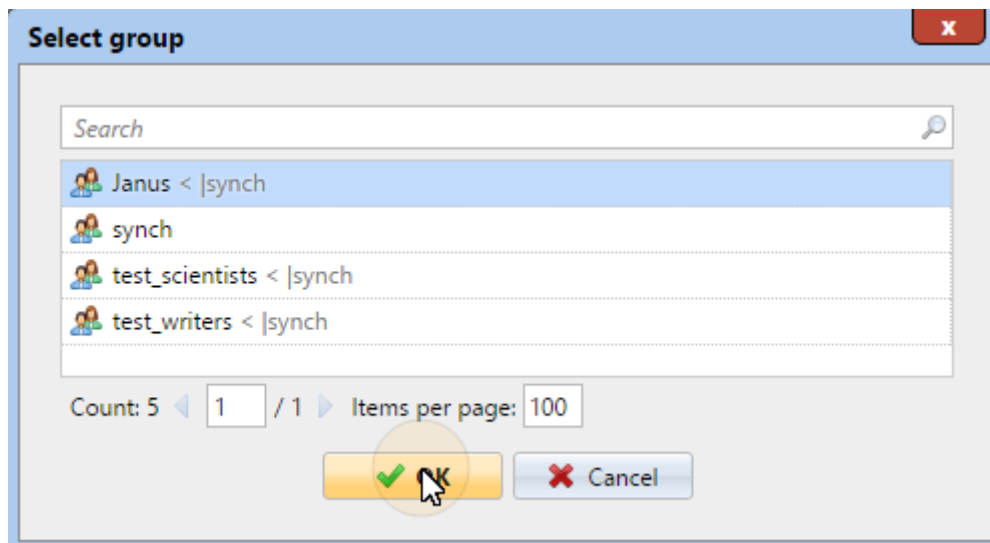 Select group
x
Search
Janus < |synch
synch
test_scientists < |synch
test_writers < |synch
Count: 5 1 / 1 Items per page: 100
OK Cancel